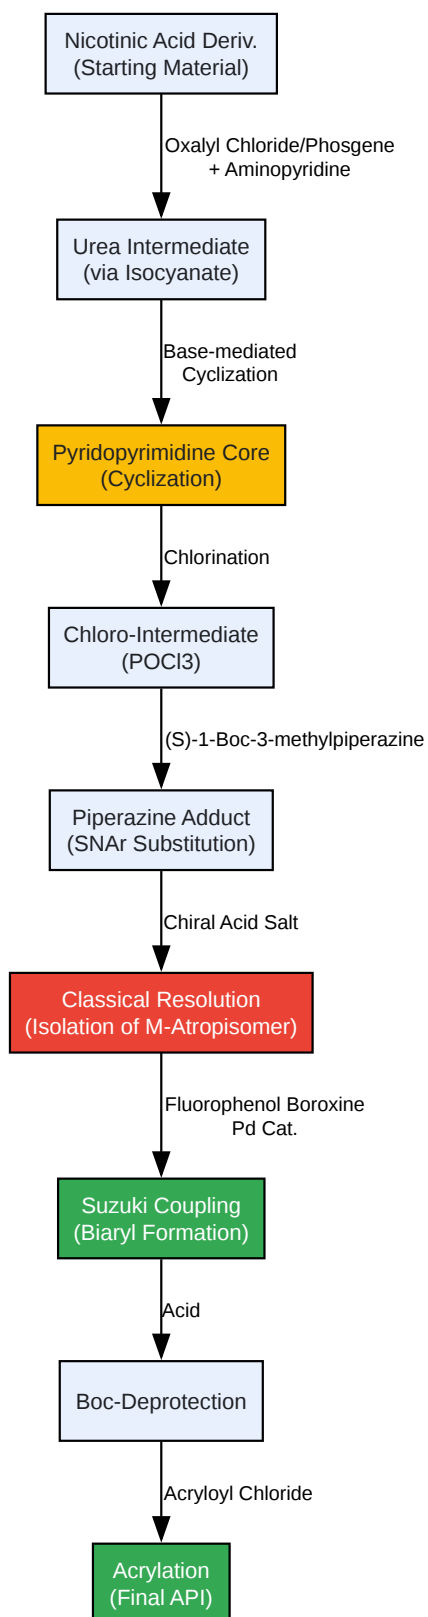 Nicotinic Acid Deriv.
(Starting Material)
Oxalyl Chloride/Phosgene
+ Aminopyridine
Urea Intermediate
(via Isocyanate)
Base-mediated
Cyclization
Pyridopyrimidine Core
(Cyclization)
Chlorination
Chloro-Intermediate
(POCl3)
(S)-1-Boc-3-methylpiperazine
Piperazine Adduct
(SNAr Substitution)
Chiral Acid Salt
Classical Resolution
(Isolation of M-Atropisomer)
Fluorophenol Boroxine
Pd Cat.
Suzuki Coupling
(Biaryl Formation)
Acid
Boc-Deprotection
Acryloyl Chloride
Acrylation
(Final API)